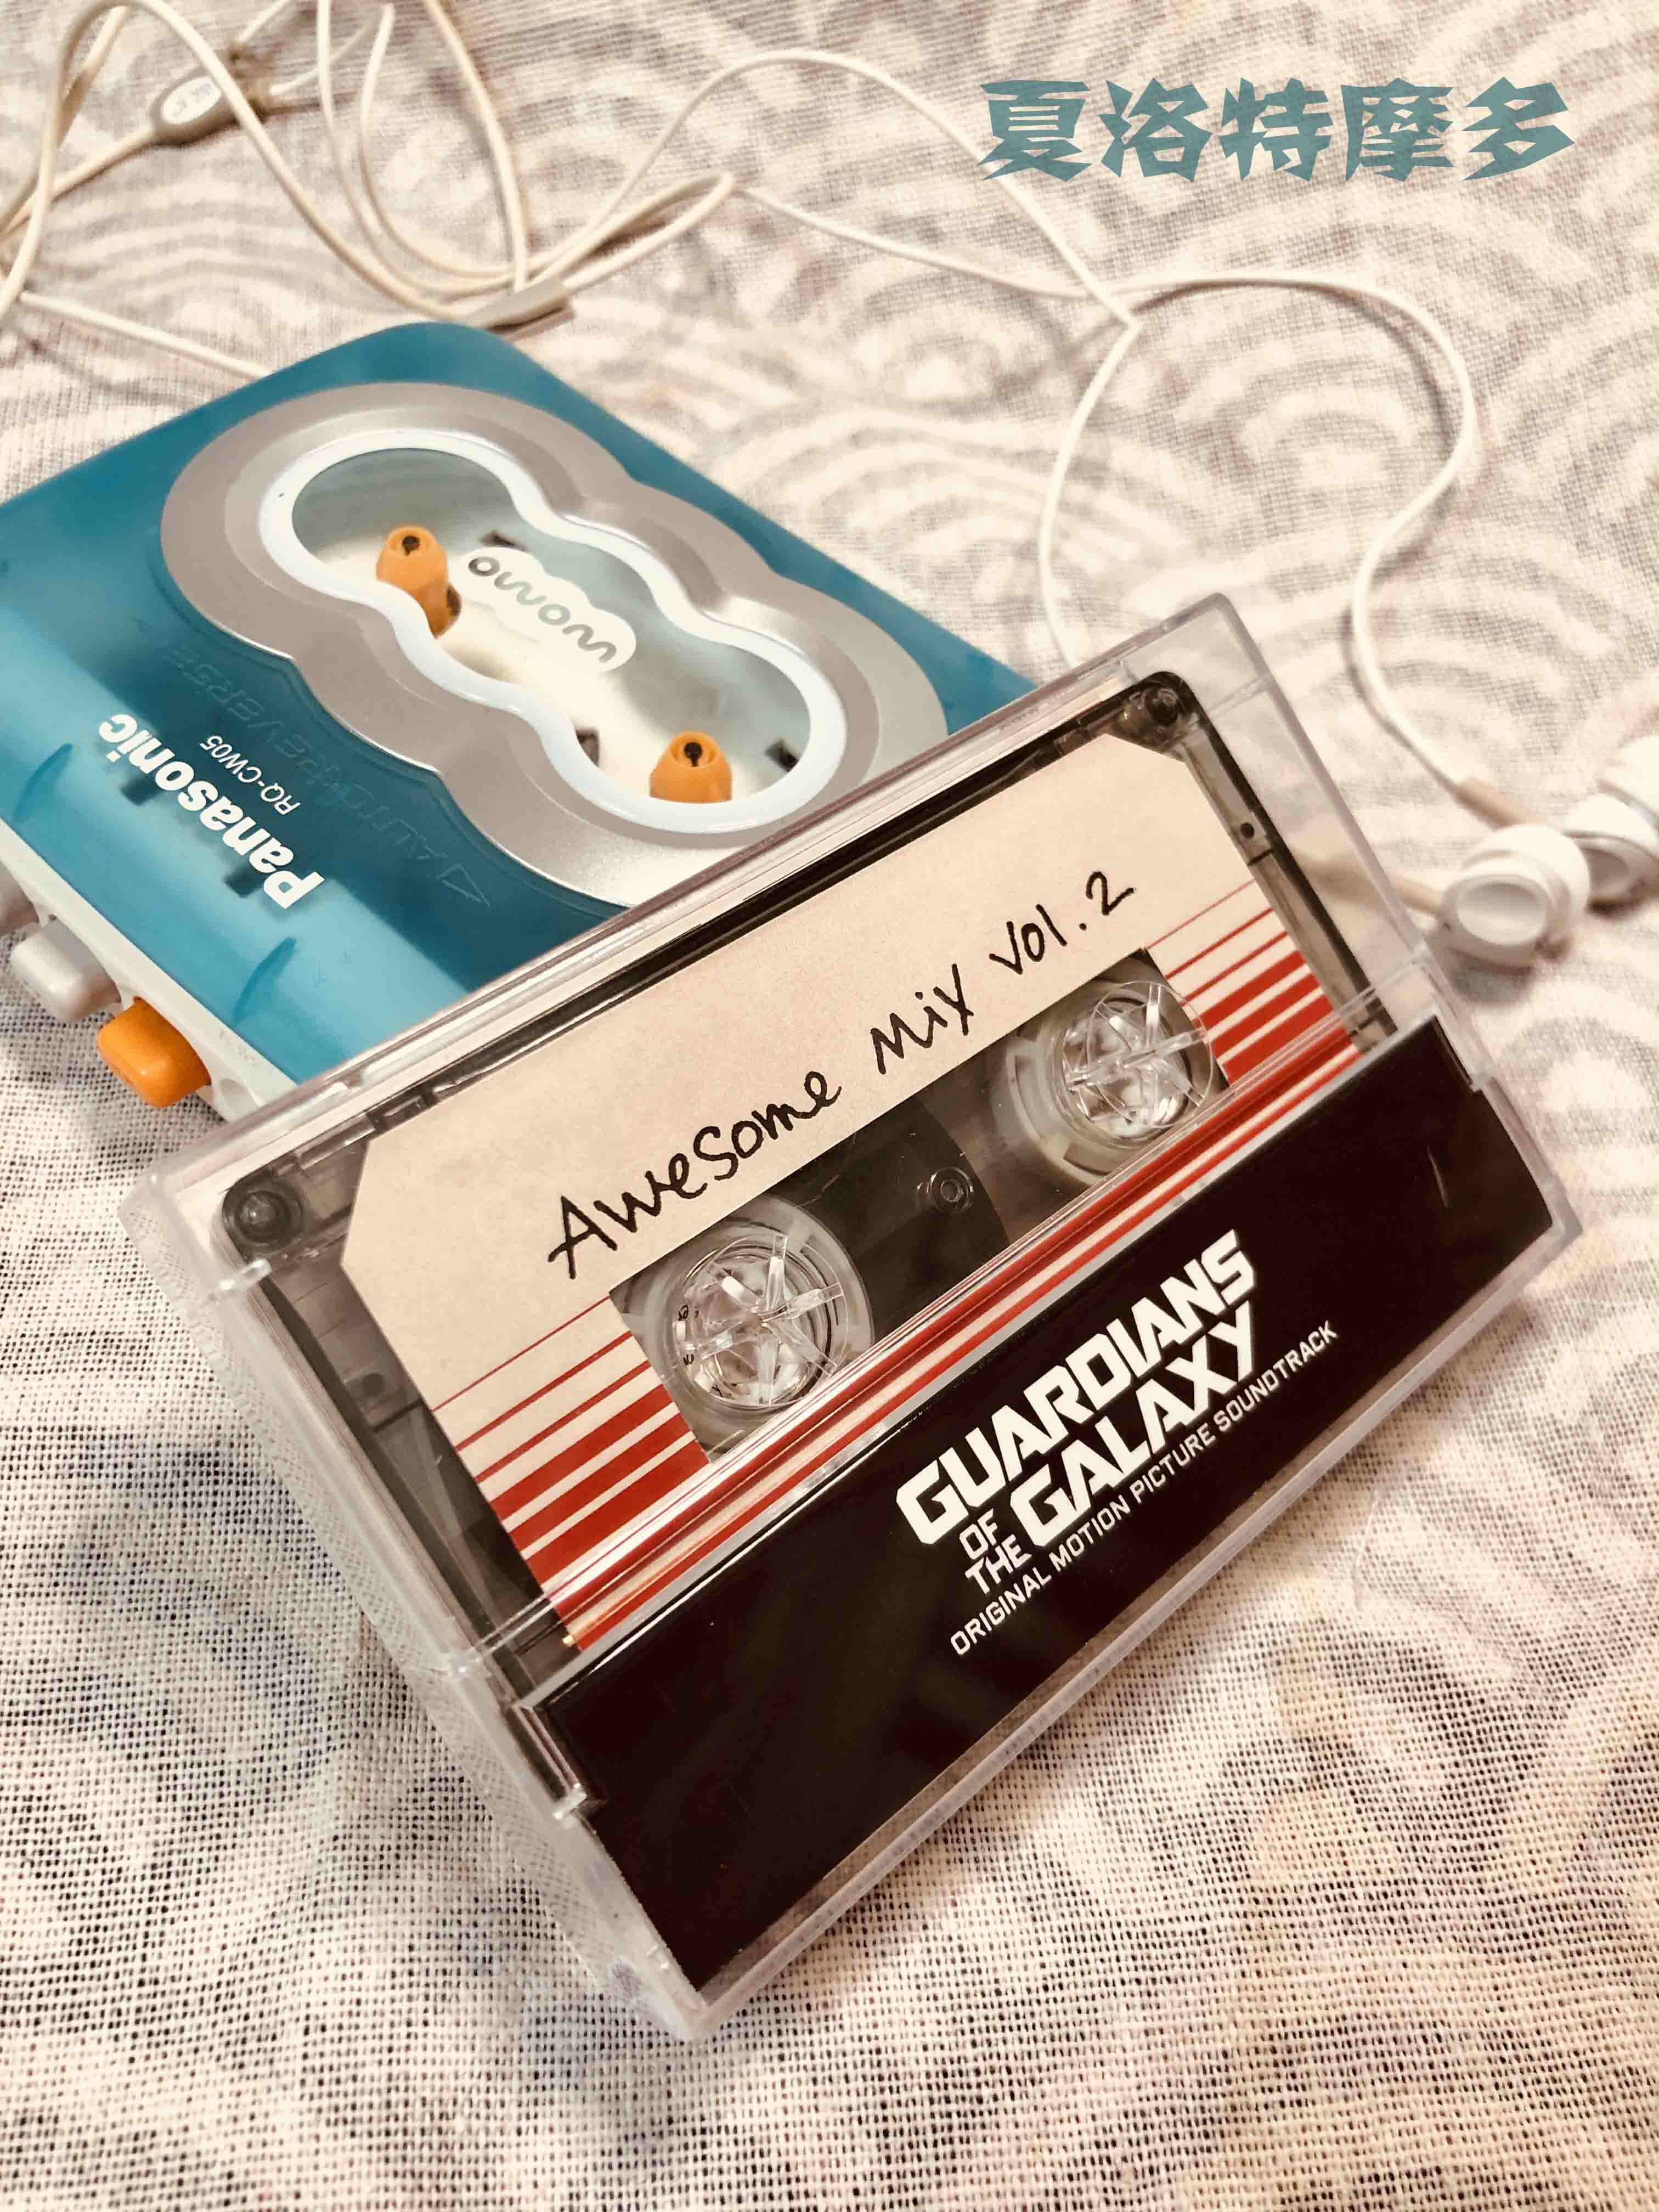 夏洛特摩多
womo
Panasonic
RQ-CW05
AUTO REVERSE
Awesome Mix Vol. 2
GUARDIANS
OF
THE
GALAXY
ORIGINAL MOTION PICTURE SOUNDTRACK